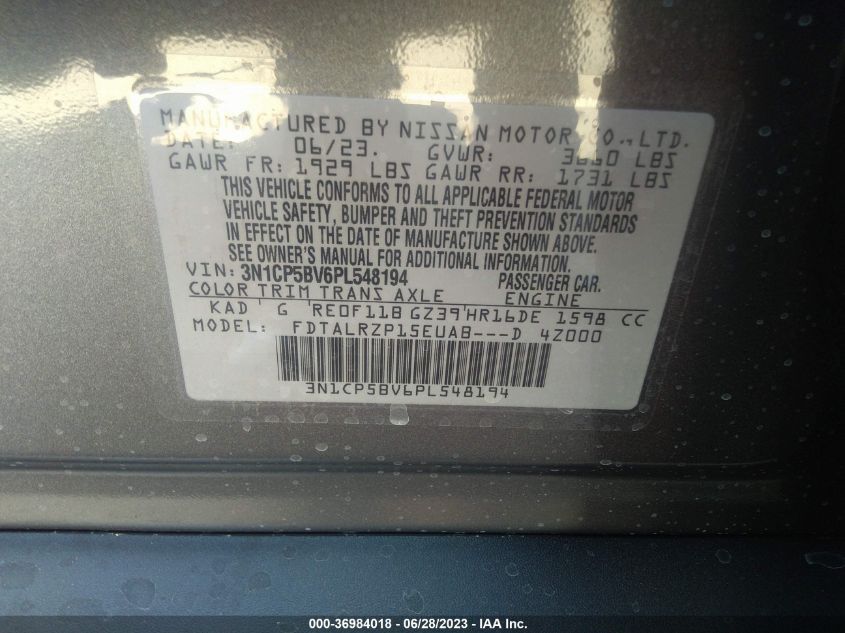 MANUFACTURED BY NISSAN MOTOR CO., LTD.
DATE: 06/23. GVWR: 3660 LBS
GAWR FR: 1929 LBS GAWR RR: 1731 LBS
THIS VEHICLE CONFORMS TO ALL APPLICABLE FEDERAL MOTOR
VEHICLE SAFETY, BUMPER AND THEFT PREVENTION STANDARDS
IN EFFECT ON THE DATE OF MANUFACTURE SHOWN ABOVE.
SEE OWNER'S MANUAL FOR ADDITIONAL INFORMATION.
VIN: 3N1CP5BV6PL548194 PASSENGER CAR.
COLOR TRIM TRANS AXLE ENGINE
KAD G RE0F11B GZ39 HR16DE 1598 CC
MODEL: FDTALRZP15EUAB---D 4Z000
3N1CP5BV6PL548194
000-36984018 - 06/28/2023 - IAA Inc.